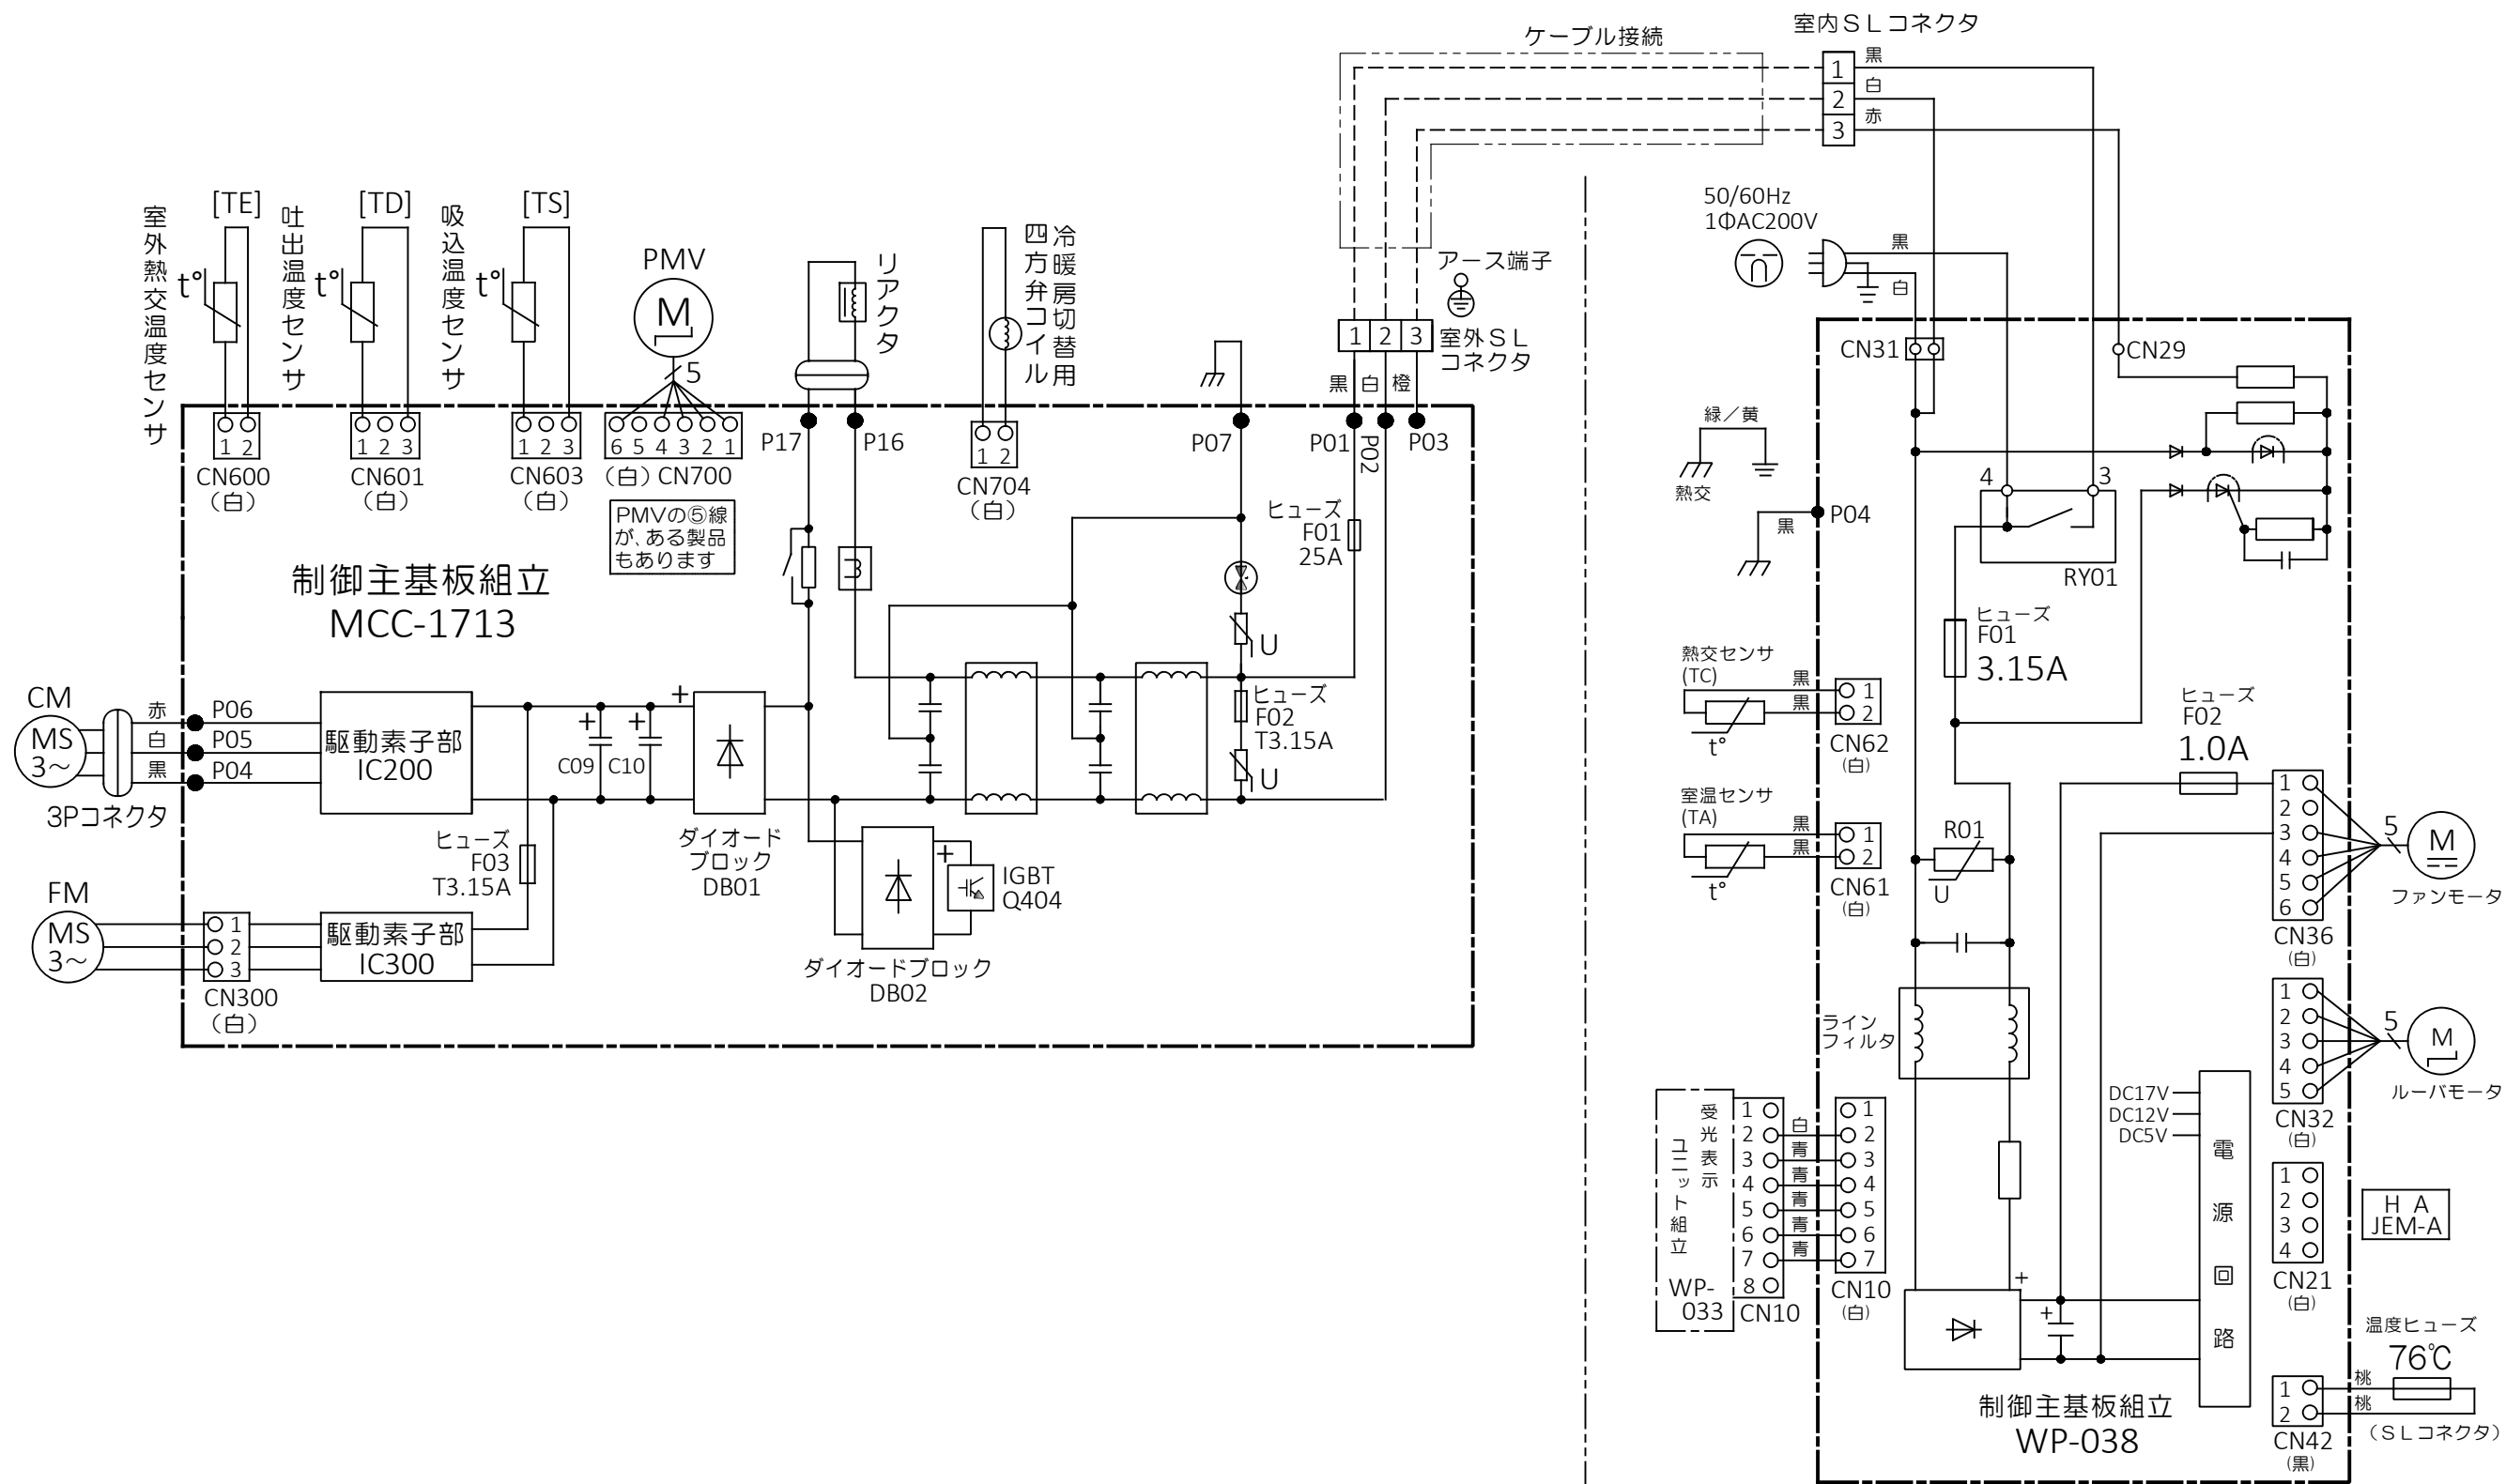 ケーブル接続
室内ＳＬコネクタ
1 黒
2 白
3 赤
50/60Hz
1ΦAC200V
黒
白
アース端子
1 2 3
室外ＳＬ
コネクタ
黒 白 橙
室外熱交温度センサ
[TE]
t°
1 2
CN600
（白）
吐出温度センサ
[TD]
t°
1 2 3
CN601
（白）
吸込温度センサ
[TS]
t°
1 2 3
CN603
（白）
PMV
M
5
6 5 4 3 2 1
（白）CN700
PMVの⑤線
が、ある製品
もあります
リアクタ
P17
P16
冷暖房切替用
四方弁コイル
1 2
CN704
（白）
P07
P01
P02
P03
ヒューズ
F01
25A
制御主基板組立
MCC-1713
U
ヒューズ
F02
T3.15A
U
CM
MS
3～
3Pコネクタ
赤 P06
白 P05
黒 P04
駆動素子部
IC200
+
+
C09
C10
+
ダイオード
ブロック
DB01
ヒューズ
F03
T3.15A
FM
MS
3～
1
2
3
CN300
（白）
駆動素子部
IC300
+
IGBT
Q404
ダイオードブロック
DB02
CN31
CN29
緑／黄
熱交
黒
P04
4
3
RY01
ヒューズ
F01
3.15A
熱交センサ
(TC)
黒
黒
t°
1
2
CN62
（白）
室温センサ
(TA)
黒
黒
t°
1
2
CN61
（白）
R01
U
ヒューズ
F02
1.0A
1
2
3
4
5
6
CN36
（白）
5
M
ファンモータ
ライン
フィルタ
1
2
3
4
5
CN32
（白）
5
M
ルーバモータ
DC17V
DC12V
DC5V
電源回路
受光表示
ユニット組立
WP-
033
1
2
3
4
5
6
7
8
CN10
白
青
青
青
青
青
1
2
3
4
5
6
7
CN10
（白）
+
+
1
2
3
4
CN21
（白）
H A
JEM-A
温度ヒューズ
76℃
桃
桃
1
2
CN42
（黒）
（ＳＬコネクタ）
制御主基板組立
WP-038